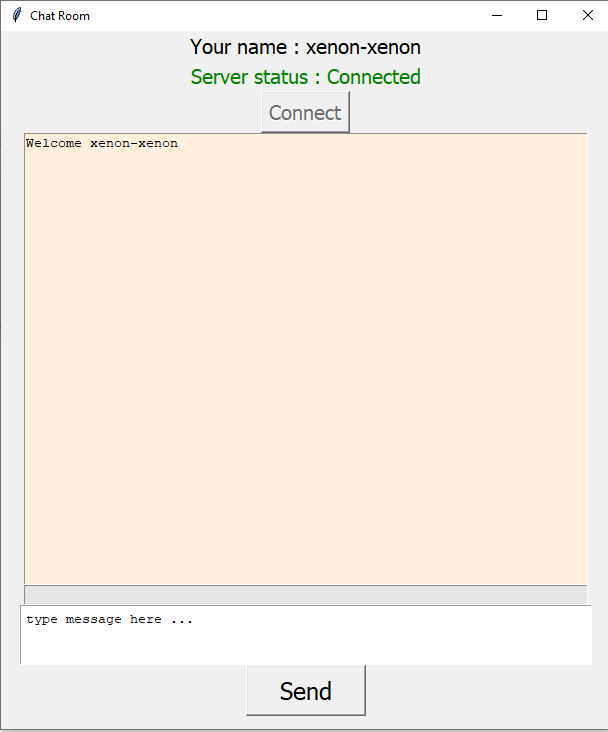 Chat Room
Your name : xenon-xenon
Server status : Connected
Connect
Welcome xenon-xenon
type message here ...
Send